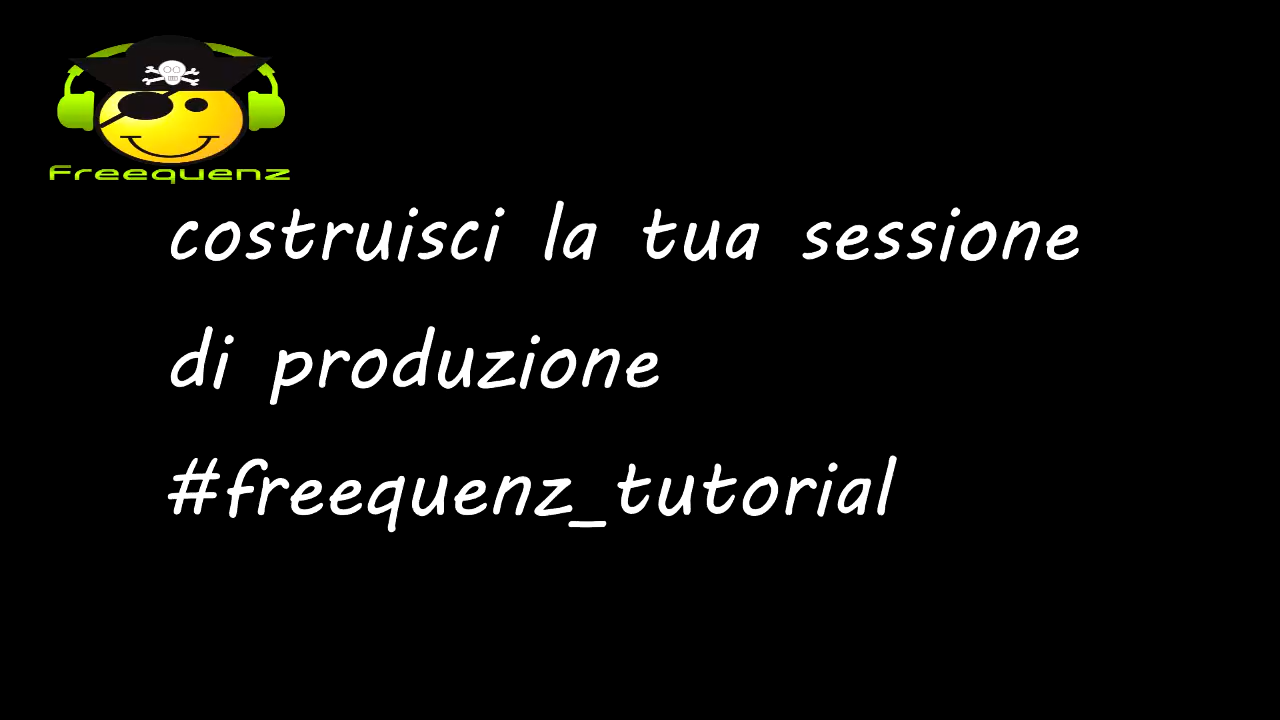 Freequenz
costruisci la tua sessione
di produzione
#freequenz_tutorial